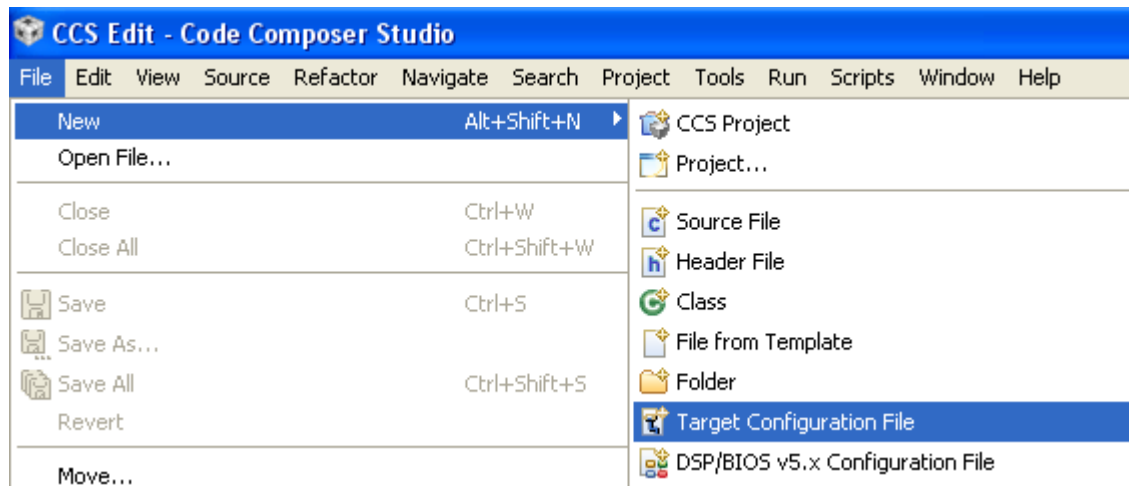 CCS Edit - Code Composer Studio
File Edit View Source Refactor Navigate Search Project Tools Run Scripts Window Help
New Alt+Shift+N
Open File...
Close Ctrl+W
Close All Ctrl+Shift+W
Save Ctrl+S
Save As...
Save All Ctrl+Shift+S
Revert
Move...
CCS Project
Project...
Source File
Header File
Class
File from Template
Folder
Target Configuration File
DSP/BIOS v5.x Configuration File